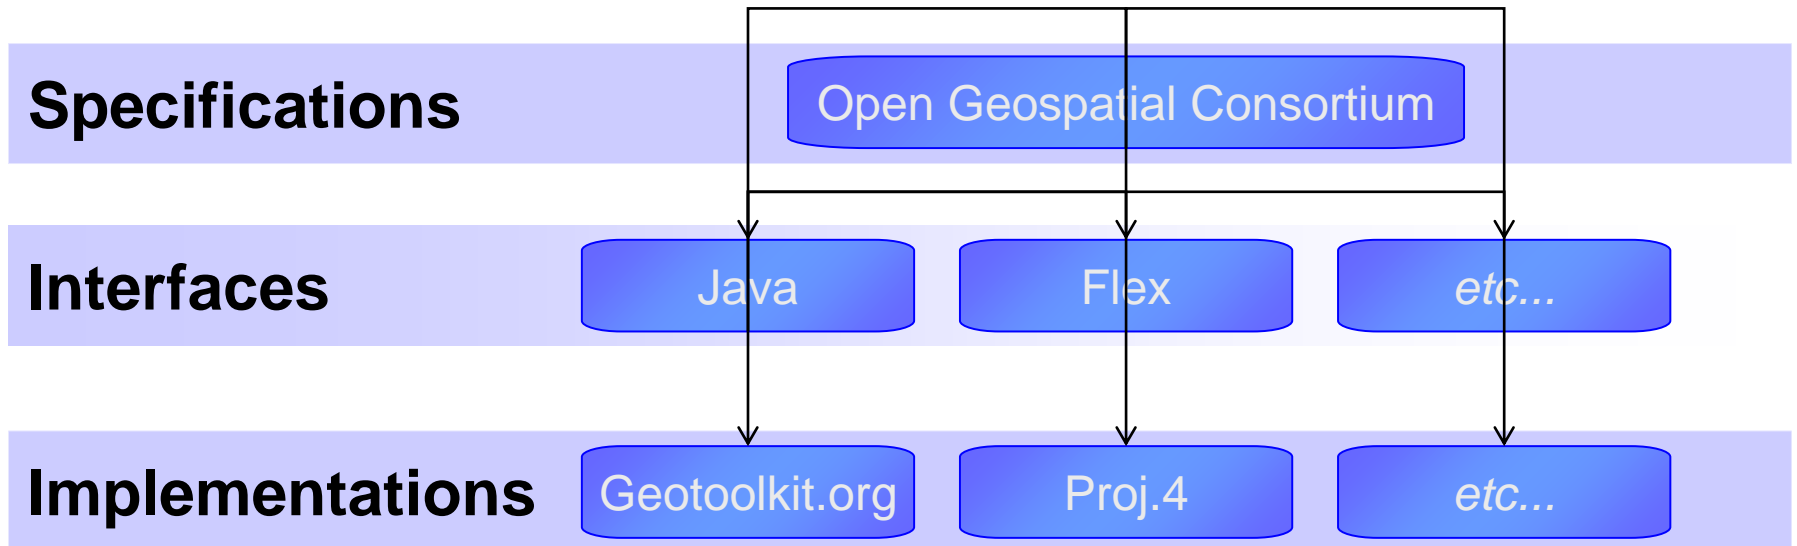 Specifications
Open Geospatial Consortium
Interfaces
Java
Flex
etc...
Implementations
Geotoolkit.org
Proj.4
etc...